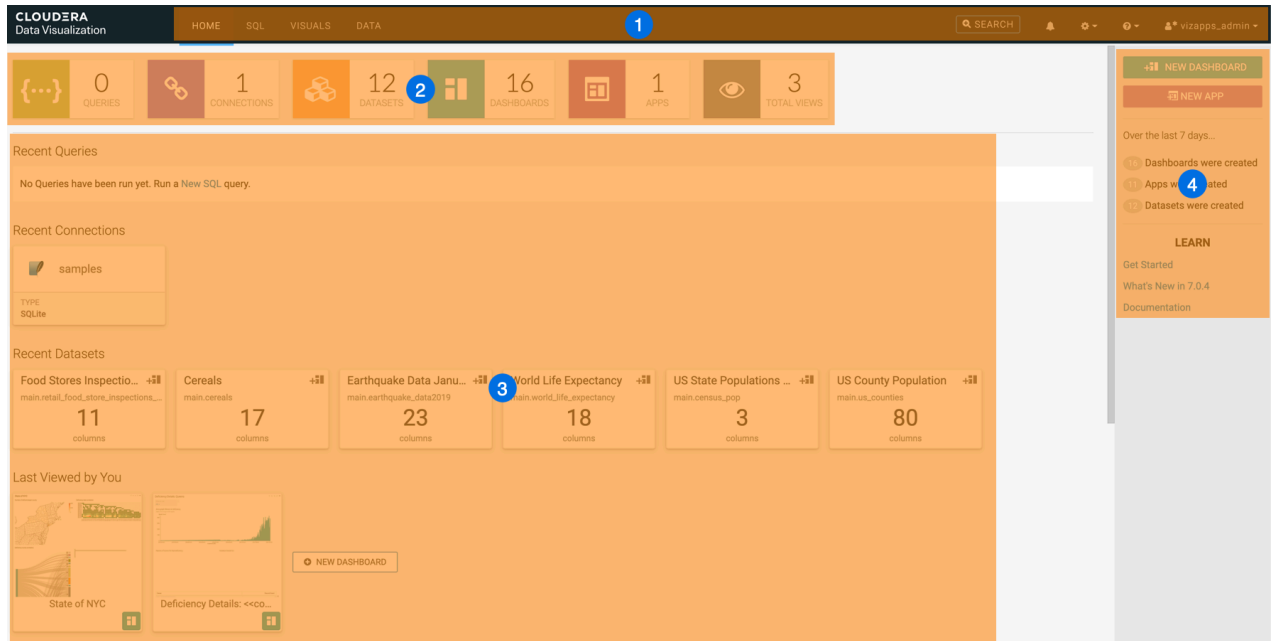 CLOUDERA
Data Visualization
HOME SQL VISUALS DATA 1 SEARCH vizapps_admin
0 QUERIES
1 CONNECTIONS
12 DATASETS
2
16 DASHBOARDS
1 APPS
3 TOTAL VIEWS
Recent Queries
No Queries have been run yet. Run a New SQL query.
Recent Connections
samples
TYPE
SQLite
Recent Datasets
Food Stores Inspectio...
main.retail_food_store_inspections_...
11
columns
Cereals
main.cereals
17
columns
Earthquake Data Janu...
main.earthquake_data2019
23
columns
3
World Life Expectancy
main.world_life_expectancy
18
columns
US State Populations ...
main.census_pop
3
columns
US County Population
main.us_counties
80
columns
Last Viewed by You
State of NYC
Deficiency Details: <<co...
NEW DASHBOARD
NEW DASHBOARD
NEW APP
Over the last 7 days...
16 Dashboards were created
11 Apps 4
12 Datasets were created
LEARN
Get Started
What's New in 7.0.4
Documentation